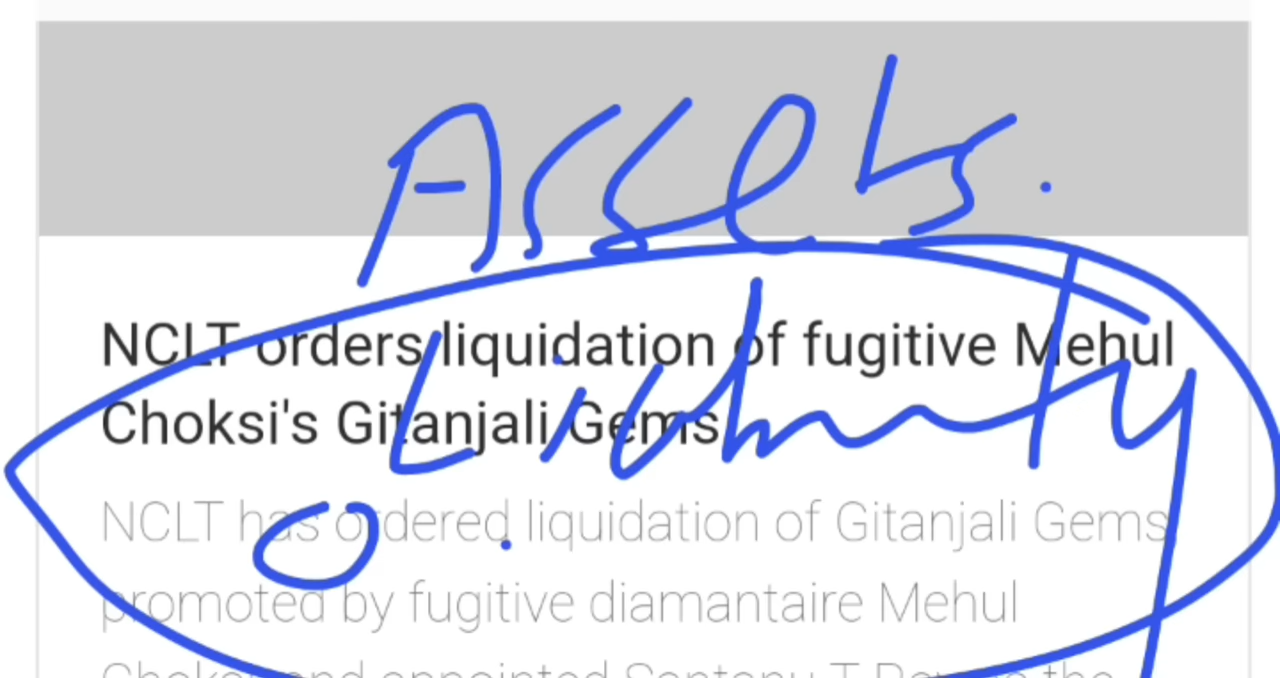 Assets.
NCLT orders liquidation of fugitive Mehul
Choksi's Gitanjali Gems
NCLT has ordered liquidation of Gitanjali Gems
promoted by fugitive diamantaire Mehul